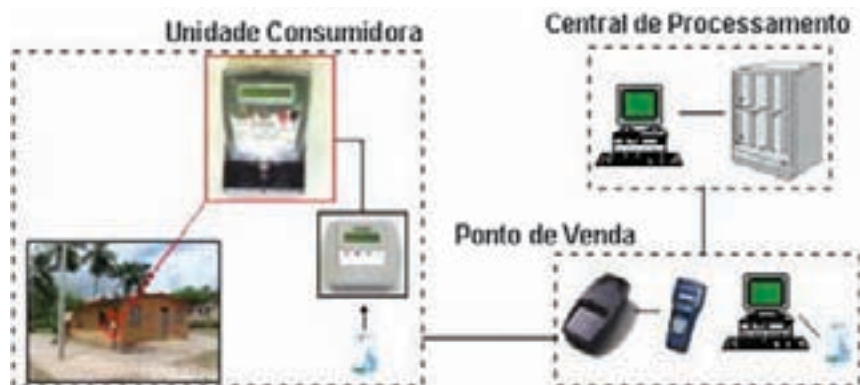 Unidade Consumidora
Central de Processamento
Ponto de Venda